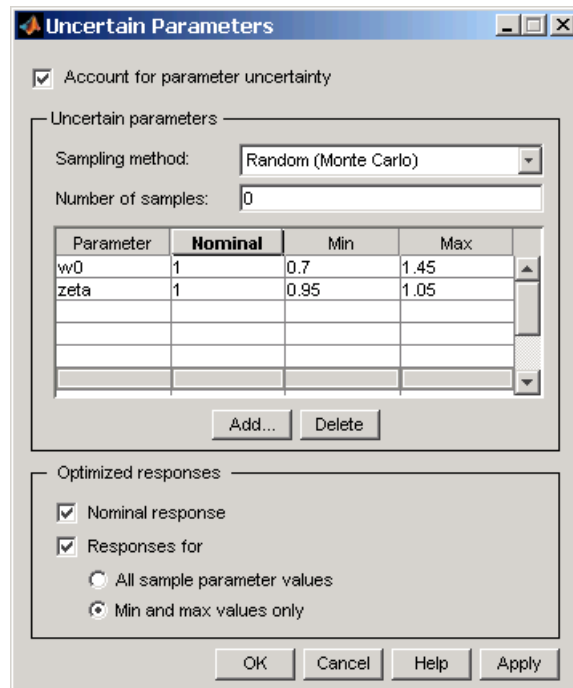 Uncertain Parameters
Account for parameter uncertainty
Uncertain parameters
Sampling method: Random (Monte Carlo)
Number of samples: 0
Parameter Nominal Min Max
w0 1 0.7 1.45
zeta 1 0.95 1.05
Add... Delete
Optimized responses
Nominal response
Responses for
All sample parameter values
Min and max values only
OK Cancel Help Apply